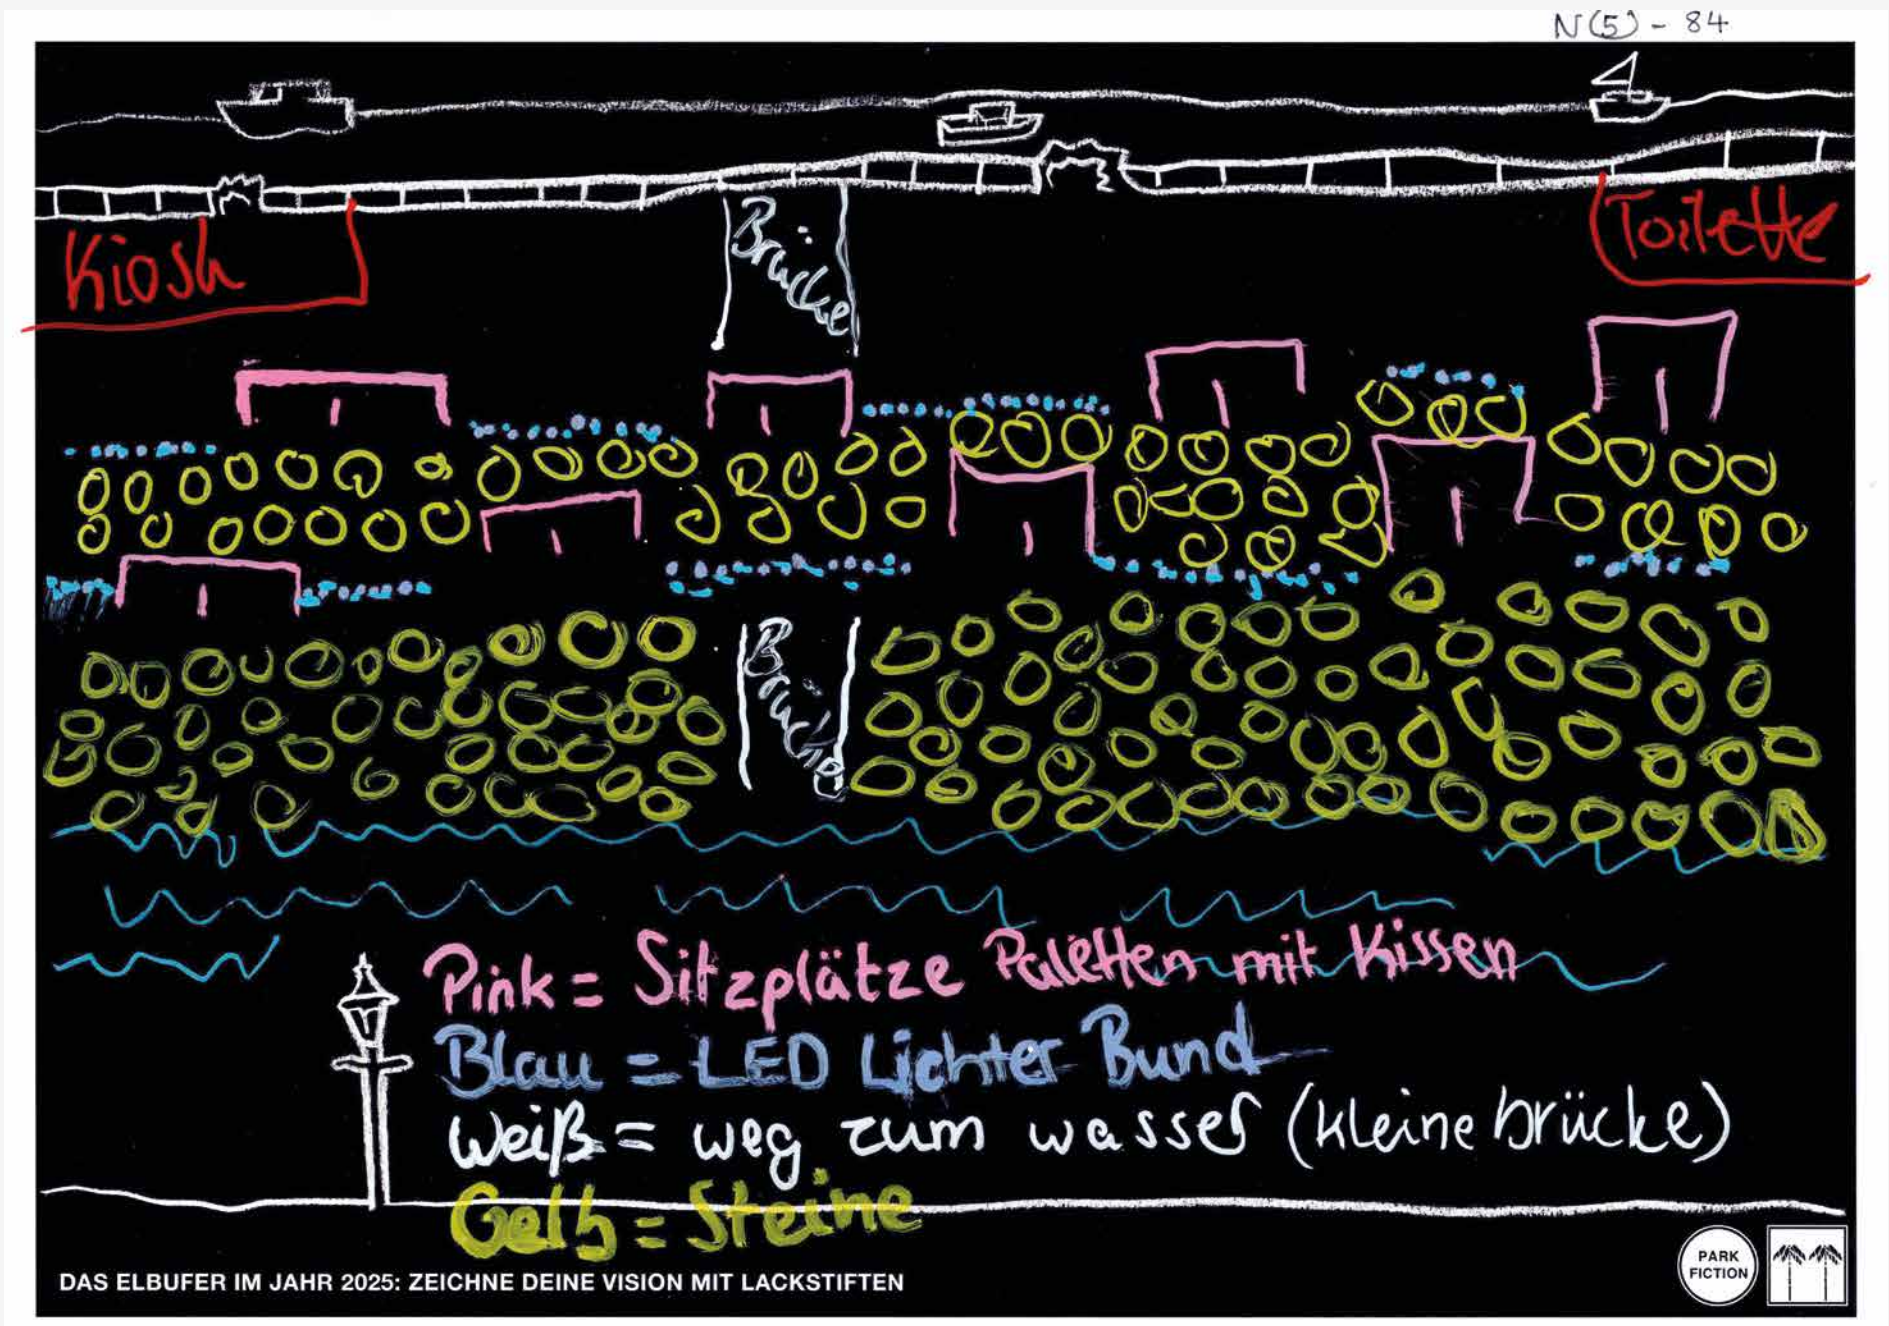 N(5) - 84
Kiosk
Brücke
Toilette
Brücke
Pink = Sitzplätze Paletten mit Kissen
Blau = LED Lichter Bund
Weiß = weg zum wasser (kleine brücke)
Gelb = Steine
DAS ELBUFER IM JAHR 2025: ZEICHNE DEINE VISION MIT LACKSTIFTEN
PARK
FICTION